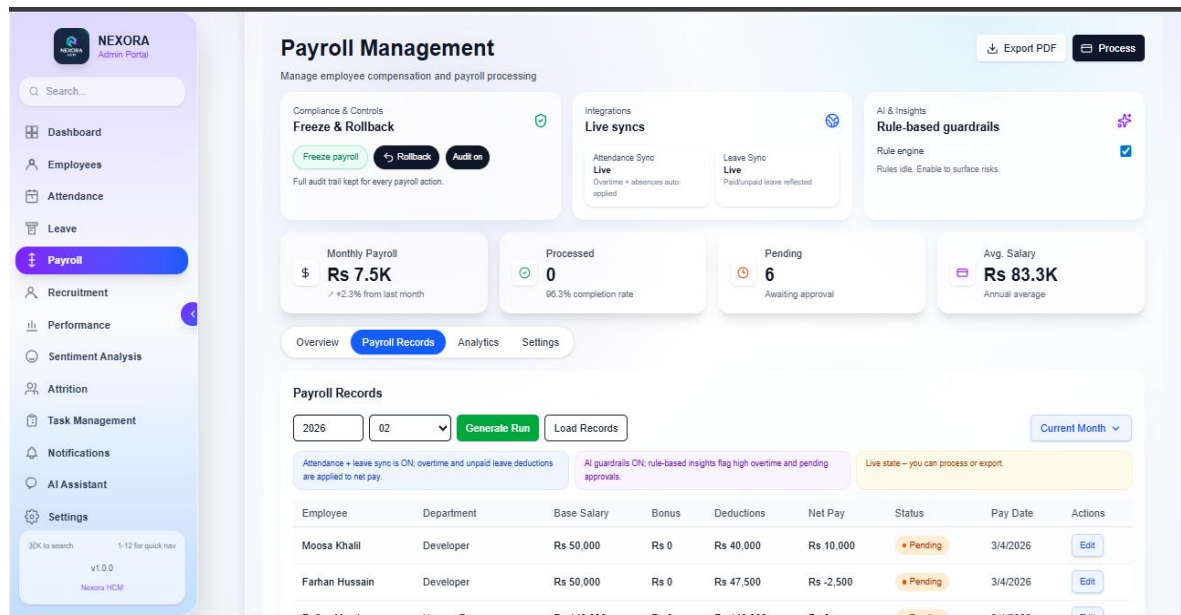 NEXORA
HCM
NEXORA
Admin Portal
Search...
Dashboard
Employees
Attendance
Leave
Payroll
Recruitment
Performance
Sentiment Analysis
Attrition
Task Management
Notifications
AI Assistant
Settings
⌘K to search 1-12 for quick nav
v1.0.0
Nexora HCM
Payroll Management
Manage employee compensation and payroll processing
Export PDF
Process
Compliance & Controls
Freeze & Rollback
Freeze payroll Rollback Audit on
Full audit trail kept for every payroll action.
Integrations
Live syncs
Attendance Sync
Live
Overtime + absences auto-
applied
Leave Sync
Live
Paid/unpaid leave reflected
AI & Insights
Rule-based guardrails
Rule engine
Rules idle. Enable to surface risks.
Monthly Payroll
$ Rs 7.5K
↗ +2.3% from last month
Processed
0
96.3% completion rate
Pending
6
Awaiting approval
Avg. Salary
Rs 83.3K
Annual average
Overview Payroll Records Analytics Settings
Payroll Records
2026 02 Generate Run Load Records Current Month
Attendance + leave sync is ON; overtime and unpaid leave deductions
are applied to net pay.
AI guardrails ON; rule-based insights flag high overtime and pending
approvals.
Live state – you can process or export.
Employee Department Base Salary Bonus Deductions Net Pay Status Pay Date Actions
Moosa Khalil Developer Rs 50,000 Rs 0 Rs 40,000 Rs 10,000 Pending 3/4/2026 Edit
Farhan Hussain Developer Rs 50,000 Rs 0 Rs 47,500 Rs -2,500 Pending 3/4/2026 Edit